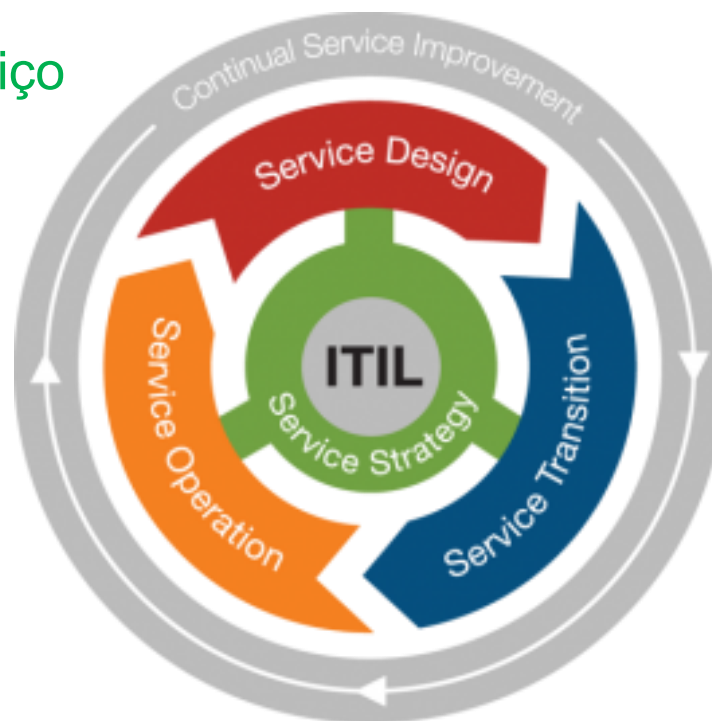 iço
Continual Service Improvement
Service Design
ITIL
Service Strategy
Service Transition
Service Operation